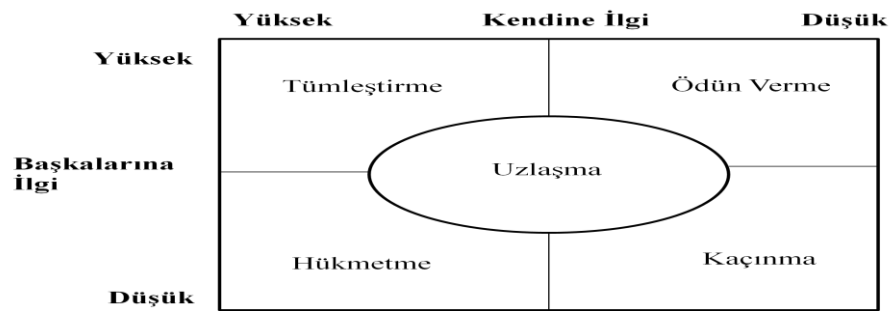 Yüksek Kendine İlgi Düşük
Yüksek
Tümleştirme Ödün Verme
Başkalarına
İlgi
Uzlaşma
Hükmetme Kaçınma
Düşük